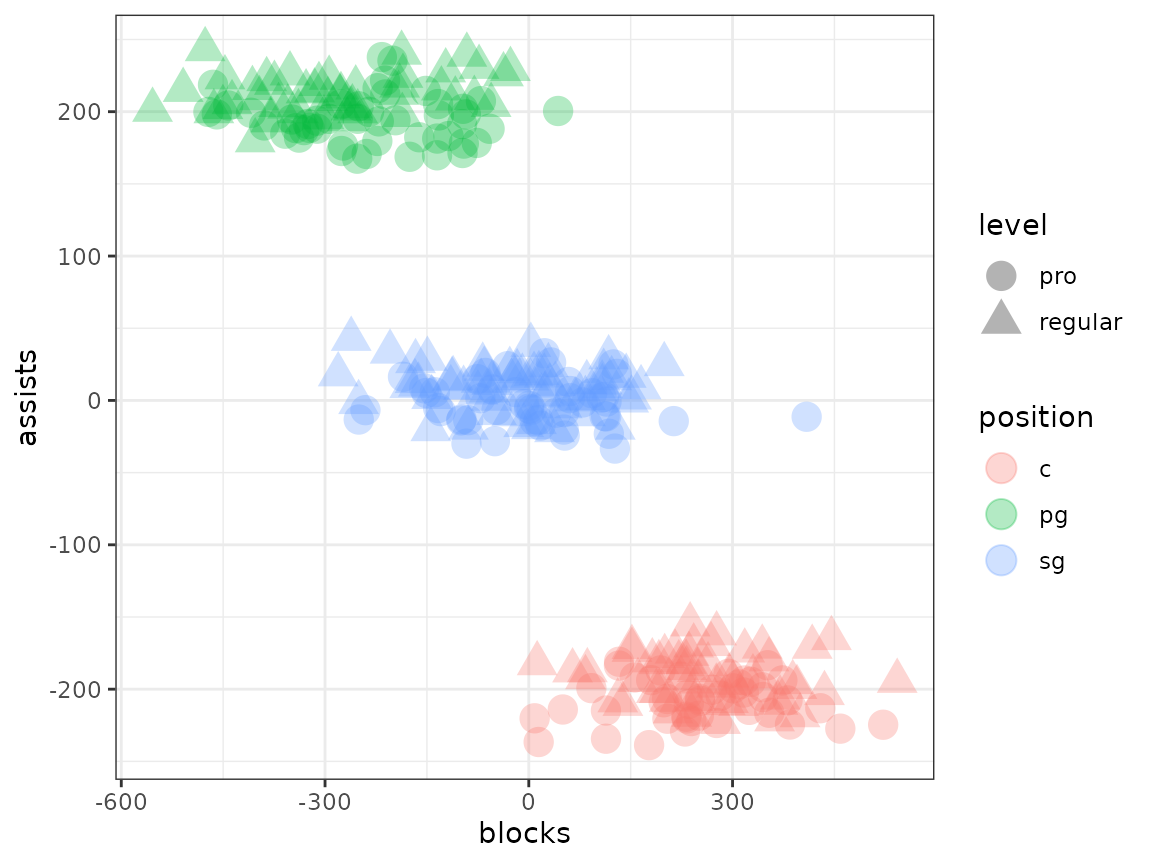 200
100
0
-100
-200
assists
-600
-300
0
300
blocks
level
pro
regular
position
c
pg
sg